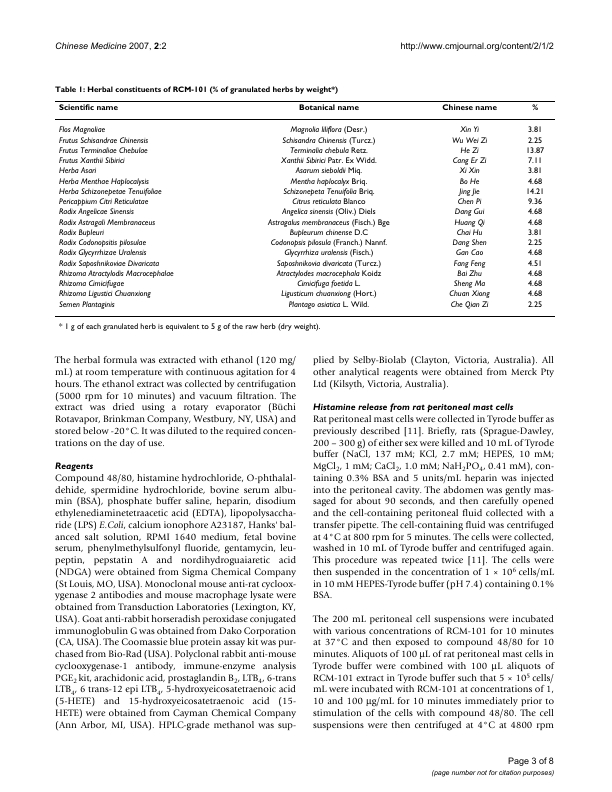 Chinese Medicine 2007, 2:2
http://www.cmjournal.org/content/2/1/2
Table 1: Herbal constituents of RCM-101 (% of granulated herbs by weight*)
Scientific name Botanical name Chinese name %
Flos Magnoliae Magnolia liliflora (Desr.) Xin Yi 3.81
Frutus Schisandrae Chinensis Schisandra Chinensis (Turcz.) Wu Wei Zi 2.25
Frutus Terminaliae Chebulae Terminalia chebula Retz. He Zi 13.87
Frutus Xanthii Sibirici Xanthii Sibirici Patr. Ex Widd. Cang Er Zi 7.11
Herba Asari Asarum sieboldii Miq. Xi Xin 3.81
Herba Menthae Haplocalysis Mentha haplocalyx Briq. Bo He 4.68
Herba Schizonepetae Tenuifoliae Schizonepeta Tenuifolia Briq. Jing Jie 14.21
Pericappium Citri Reticulatae Citrus reticulata Blanco Chen Pi 9.36
Radix Angelicae Sinensis Angelica sinensis (Oliv.) Diels Dang Gui 4.68
Radix Astragali Membranaceus Astragalus membranaceus (Fisch.) Bge Huang Qi 4.68
Radix Bupleuri Bupleurum chinense D.C Chai Hu 3.81
Radix Codonopsitis pilosulae Codonopsis pilosula (Franch.) Nannf. Dang Shen 2.25
Radix Glycyrrhizae Uralensis Glycyrrhiza uralensis (Fisch.) Gan Cao 4.68
Radix Saposhnikoviae Divaricata Saposhnikovia divaricata (Turcz.) Fang Feng 4.51
Rhizoma Atractylodis Macrocephalae Atractylodes macrocephala Koidz Bai Zhu 4.68
Rhizoma Cimicifugae Cimicifuga foetida L. Sheng Ma 4.68
Rhizoma Ligustici Chuanxiong Ligusticum chuanxiong (Hort.) Chuan Xiong 4.68
Semen Plantaginis Plantago asiatica L. Wild. Che Qian Zi 2.25
* 1 g of each granulated herb is equivalent to 5 g of the raw herb (dry weight).
The herbal formula was extracted with ethanol (120 mg/
mL) at room temperature with continuous agitation for 4
hours. The ethanol extract was collected by centrifugation
(5000 rpm for 10 minutes) and vacuum filtration. The
extract was dried using a rotary evaporator (Büchi
Rotavapor, Brinkman Company, Westbury, NY, USA) and
stored below -20°C. It was diluted to the required concen-
trations on the day of use.
Reagents
Compound 48/80, histamine hydrochloride, O-phthalal-
dehide, spermidine hydrochloride, bovine serum albu-
min (BSA), phosphate buffer saline, heparin, disodium
ethylenediaminetetraacetic acid (EDTA), lipopolysaccha-
ride (LPS) E.Coli, calcium ionophore A23187, Hanks' bal-
anced salt solution, RPMI 1640 medium, fetal bovine
serum, phenylmethylsulfonyl fluoride, gentamycin, leu-
peptin, pepstatin A and nordihydroguaiaretic acid
(NDGA) were obtained from Sigma Chemical Company
(St Louis, MO, USA). Monoclonal mouse anti-rat cycloox-
ygenase 2 antibodies and mouse macrophage lysate were
obtained from Transduction Laboratories (Lexington, KY,
USA). Goat anti-rabbit horseradish peroxidase conjugated
immunoglobulin G was obtained from Dako Corporation
(CA, USA). The Coomassie blue protein assay kit was pur-
chased from Bio-Rad (USA). Polyclonal rabbit anti-mouse
cyclooxygenase-1 antibody, immune-enzyme analysis
PGE2 kit, arachidonic acid, prostaglandin B2, LTB4, 6-trans
LTB4, 6 trans-12 epi LTB4, 5-hydroxyeicosatetraenoic acid
(5-HETE) and 15-hydroxyeicosatetraenoic acid (15-
HETE) were obtained from Cayman Chemical Company
(Ann Arbor, MI, USA). HPLC-grade methanol was sup-
plied by Selby-Biolab (Clayton, Victoria, Australia). All
other analytical reagents were obtained from Merck Pty
Ltd (Kilsyth, Victoria, Australia).
Histamine release from rat peritoneal mast cells
Rat peritoneal mast cells were collected in Tyrode buffer as
previously described [11]. Briefly, rats (Sprague-Dawley,
200 – 300 g) of either sex were killed and 10 mL of Tyrode
buffer (NaCl, 137 mM; KCl, 2.7 mM; HEPES, 10 mM;
MgCl2, 1 mM; CaCl2, 1.0 mM; NaH2PO4, 0.41 mM), con-
taining 0.3% BSA and 5 units/mL heparin was injected
into the peritoneal cavity. The abdomen was gently mas-
saged for about 90 seconds, and then carefully opened
and the cell-containing peritoneal fluid collected with a
transfer pipette. The cell-containing fluid was centrifuged
at 4°C at 800 rpm for 5 minutes. The cells were collected,
washed in 10 mL of Tyrode buffer and centrifuged again.
This procedure was repeated twice [11]. The cells were
then suspended in the concentration of 1 × 10⁶ cells/mL
in 10 mM HEPES-Tyrode buffer (pH 7.4) containing 0.1%
BSA.
The 200 mL peritoneal cell suspensions were incubated
with various concentrations of RCM-101 for 10 minutes
at 37°C and then exposed to compound 48/80 for 10
minutes. Aliquots of 100 µL of rat peritoneal mast cells in
Tyrode buffer were combined with 100 µL aliquots of
RCM-101 extract in Tyrode buffer such that 5 × 10⁵ cells/
mL were incubated with RCM-101 at concentrations of 1,
10 and 100 µg/mL for 10 minutes immediately prior to
stimulation of the cells with compound 48/80. The cell
suspensions were then centrifuged at 4°C at 4800 rpm
Page 3 of 8
(page number not for citation purposes)